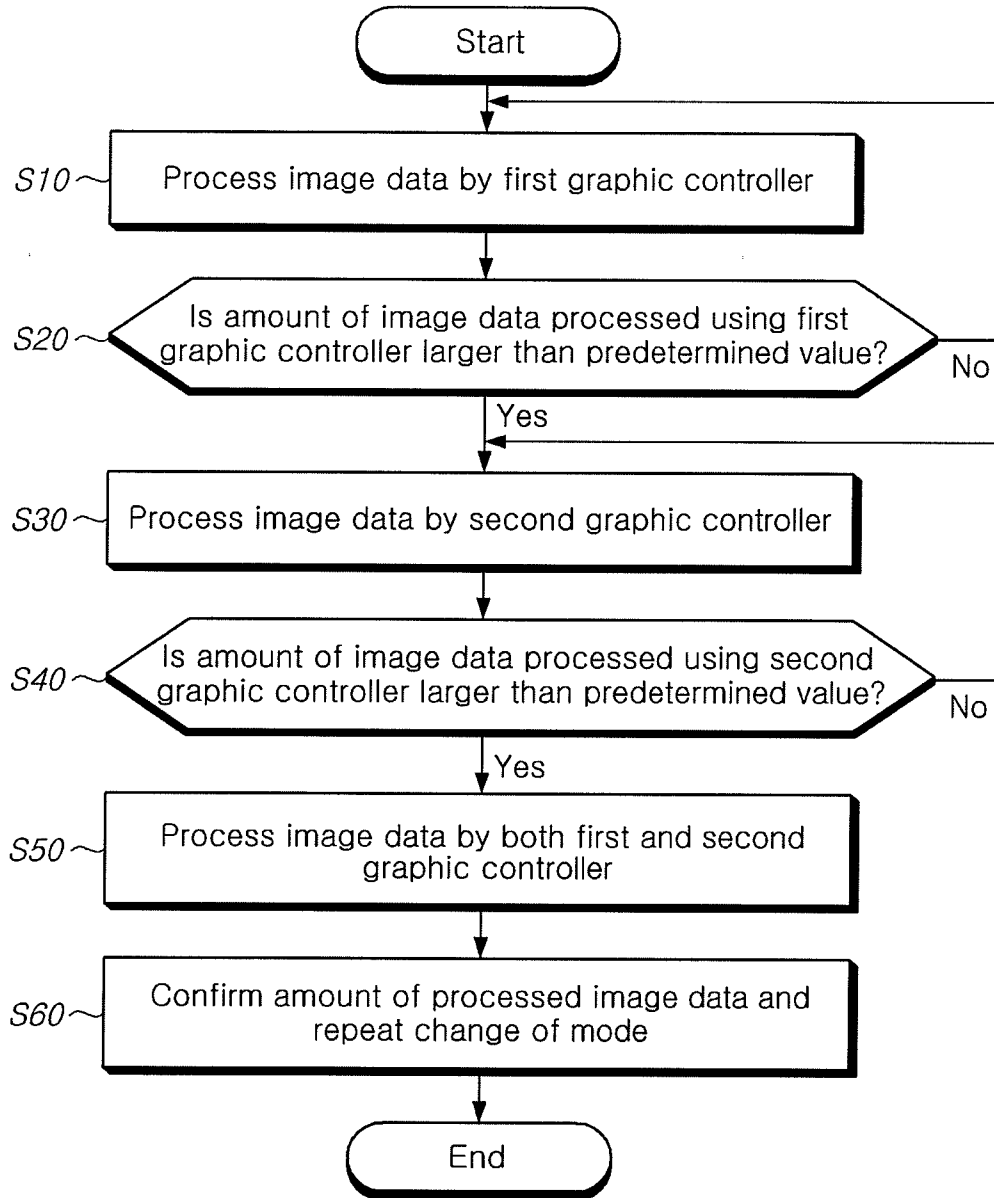 Start
S10
Process image data by first graphic controller
S20
Is amount of image data processed using first
graphic controller larger than predetermined value?
No
Yes
S30
Process image data by second graphic controller
S40
Is amount of image data processed using second
graphic controller larger than predetermined value?
No
Yes
S50
Process image data by both first and second
graphic controller
S60
Confirm amount of processed image data and
repeat change of mode
End